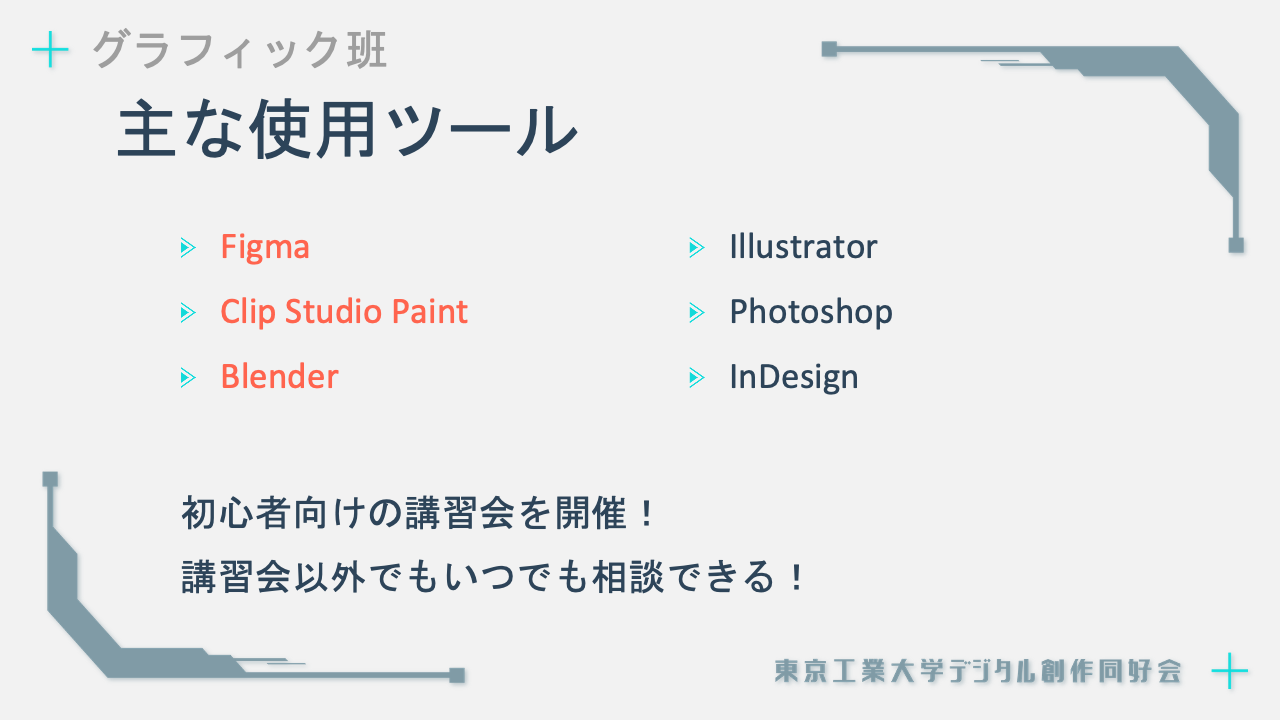 グラフィック班
主な使用ツール
Figma
Clip Studio Paint
Blender
Illustrator
Photoshop
InDesign
初心者向けの講習会を開催！
講習会以外でもいつでも相談できる！
東京工業大学デジタル創作同好会